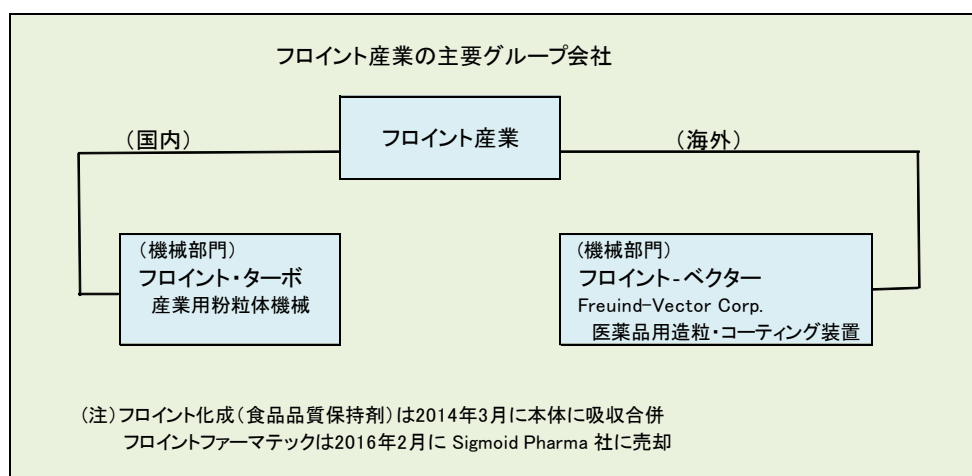 フロイント産業の主要グループ会社
フロイント産業
（国内）
（海外）
（機械部門）
フロイント・ターボ
産業用粉粒体機械
（機械部門）
フロイント-ベクター
Freuind-Vector Corp.
医薬品用造粒・コーティング装置
（注）フロイント化成（食品品質保持剤）は2014年3月に本体に吸収合併
フロイントファーマテックは2016年2月に Sigmoid Pharma 社に売却